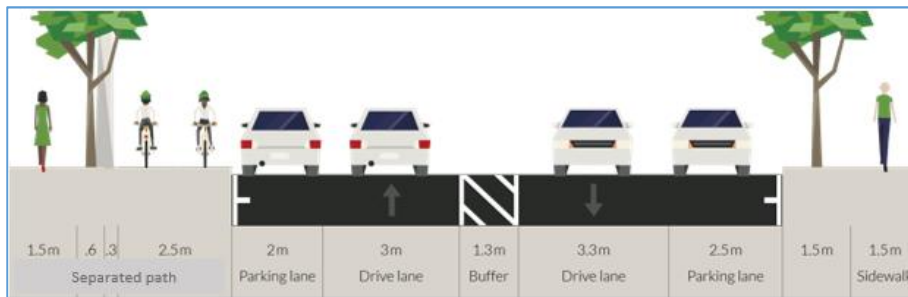 1.5m .6 .3 2.5m 2m 3m 1.3m 3.3m 2.5m 1.5m 1.5m
Separated path Parking lane Drive lane Buffer Drive lane Parking lane Sidewalk